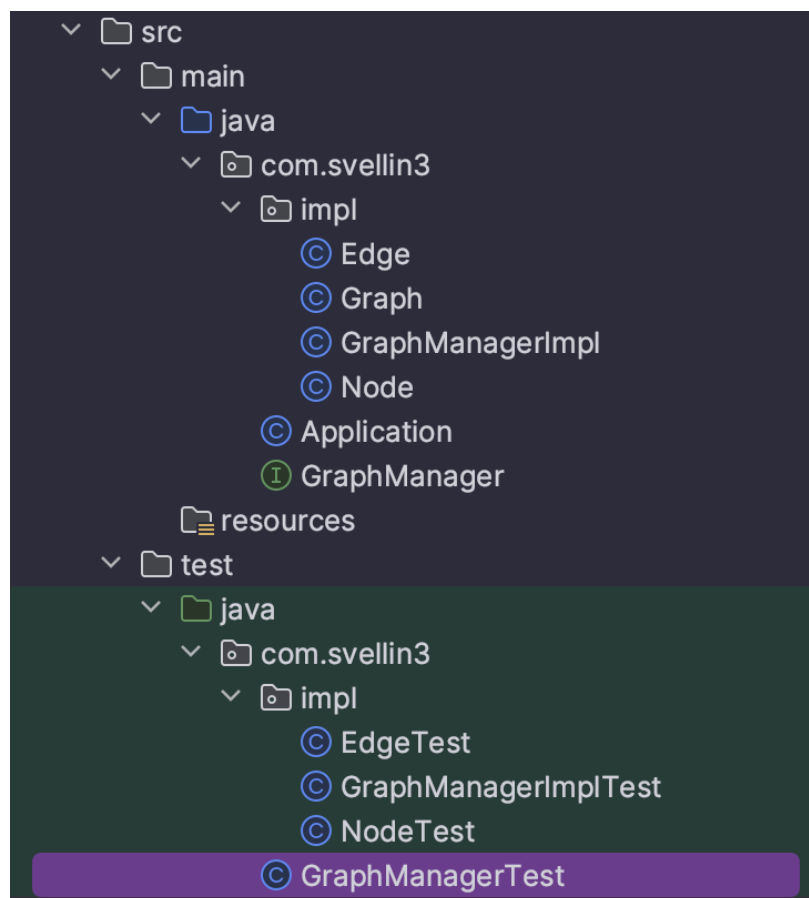 src
main
java
com.svellin3
impl
C Edge
C Graph
C GraphManagerImpl
C Node
C Application
I GraphManager
resources
test
java
com.svellin3
impl
C EdgeTest
C GraphManagerImplTest
C NodeTest
C GraphManagerTest